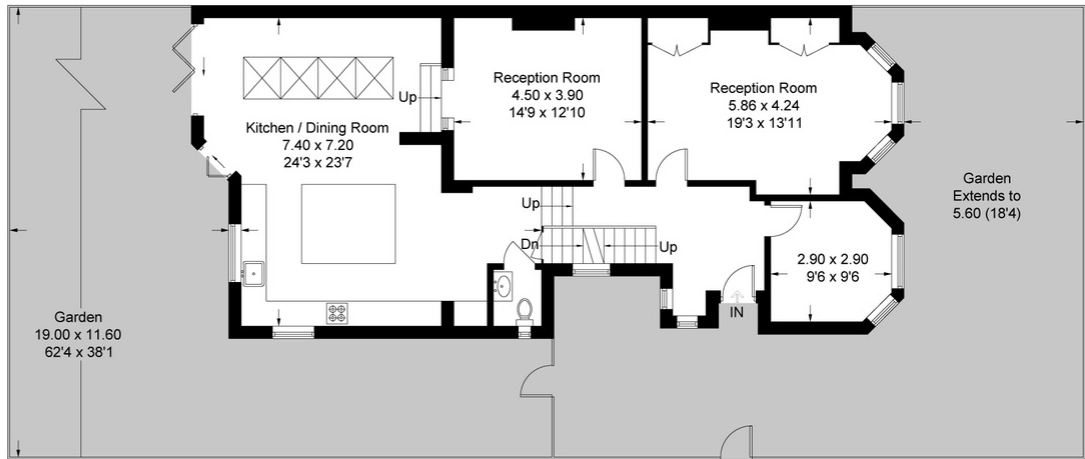 Up
Kitchen / Dining Room
7.40 x 7.20
24'3 x 23'7
Reception Room
4.50 x 3.90
14'9 x 12'10
Reception Room
5.86 x 4.24
19'3 x 13'11
Garden
Extends to
5.60 (18'4)
Up
Dn
Up
2.90 x 2.90
9'6 x 9'6
IN
Garden
19.00 x 11.60
62'4 x 38'1